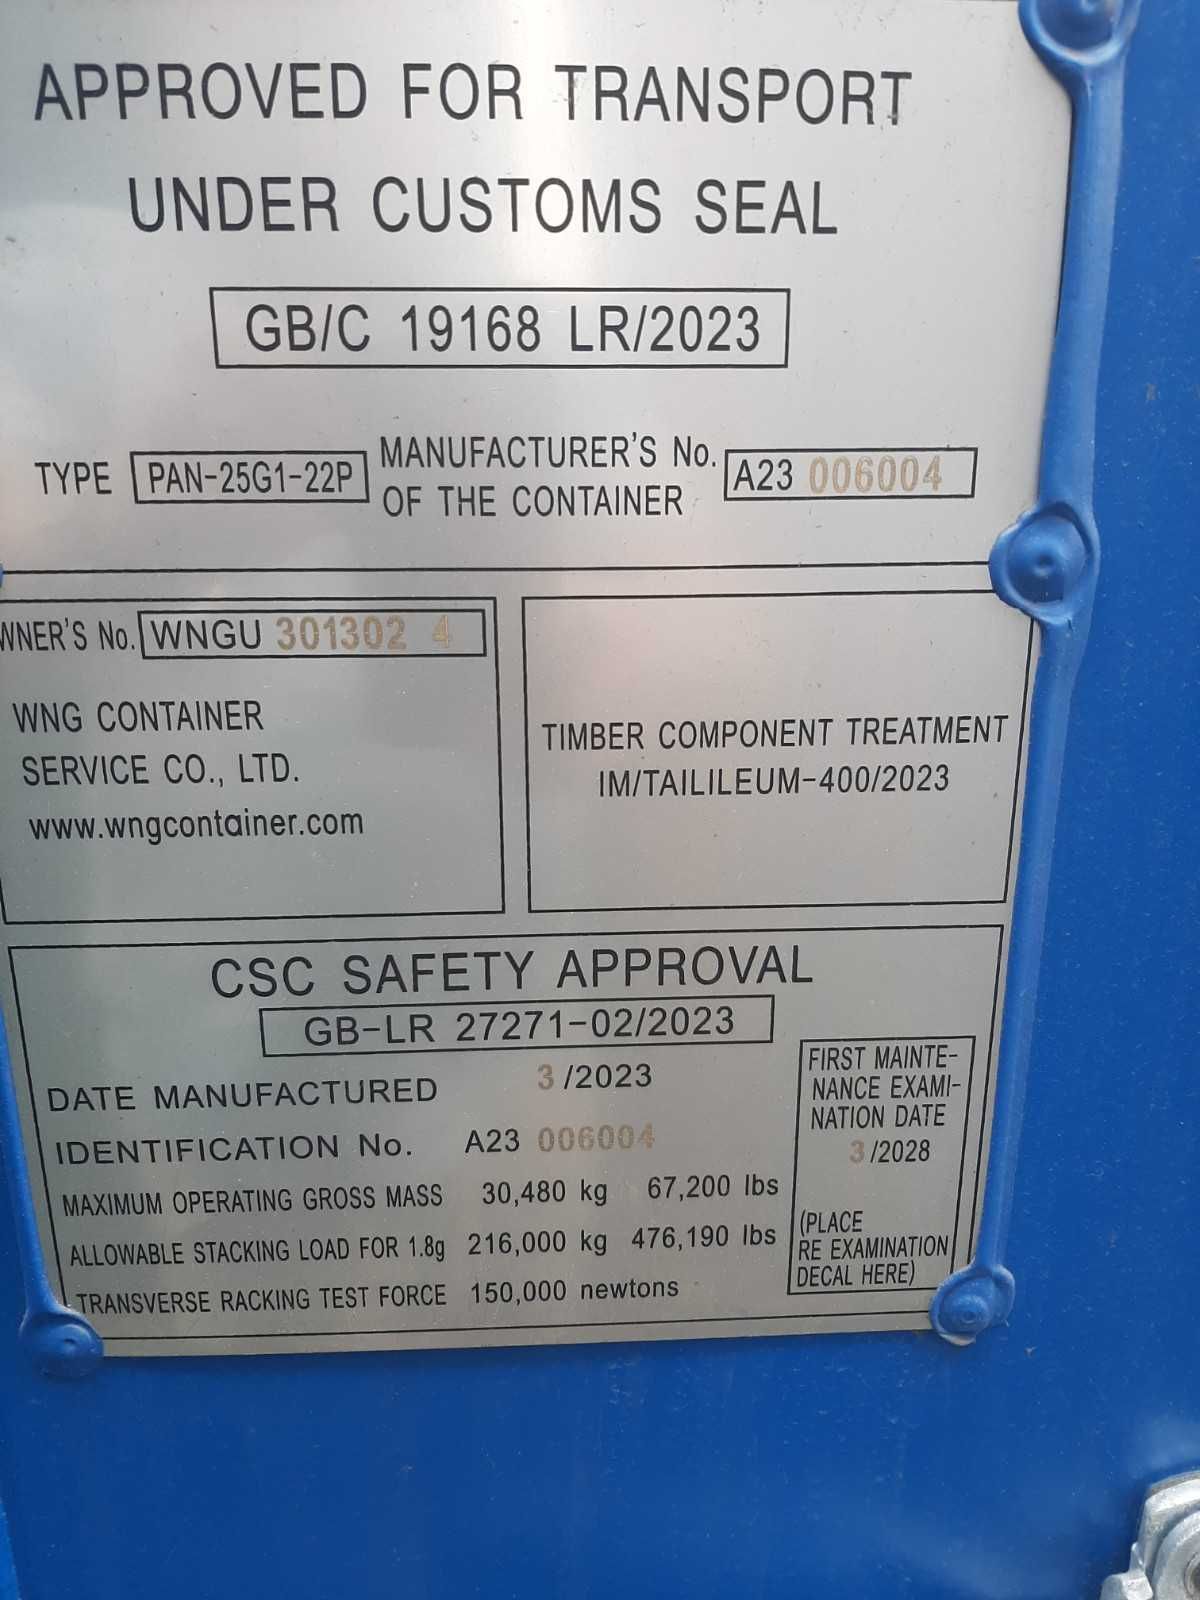 APPROVED FOR TRANSPORT
UNDER CUSTOMS SEAL
GB/C 19168 LR/2023
TYPE PAN-25G1-22P MANUFACTURER'S No. OF THE CONTAINER A23 006004
WNER'S No. WNGU 301302 4
WNG CONTAINER
SERVICE CO., LTD.
www.wngcontainer.com
TIMBER COMPONENT TREATMENT
IM/TAILILEUM-400/2023
CSC SAFETY APPROVAL
GB-LR 27271-02/2023
DATE MANUFACTURED 3/2023
IDENTIFICATION No. A23 006004
MAXIMUM OPERATING GROSS MASS 30,480 kg 67,200 lbs
ALLOWABLE STACKING LOAD FOR 1.8g 216,000 kg 476,190 lbs
TRANSVERSE RACKING TEST FORCE 150,000 newtons
FIRST MAINTE-
NANCE EXAMI-
NATION DATE
3/2028
(PLACE
RE EXAMINATION
DECAL HERE)